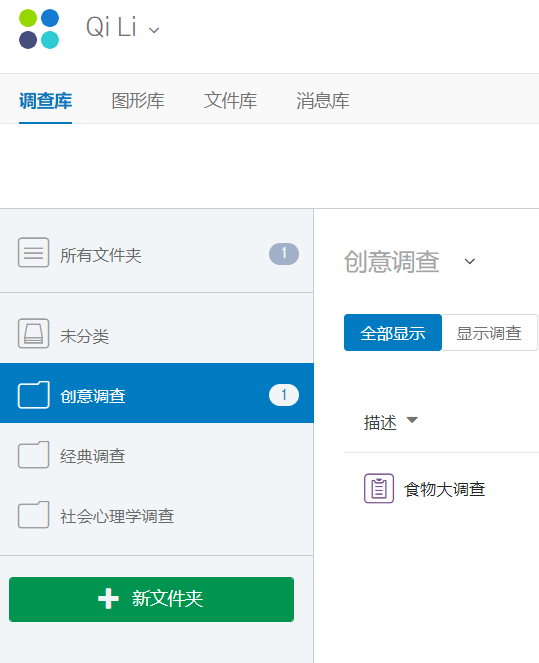 Qi Li
调查库 图形库 文件库 消息库
所有文件夹 1
未分类
创意调查 1
经典调查
社会心理学调查
新文件夹
创意调查
全部显示 显示调查
描述
食物大调查